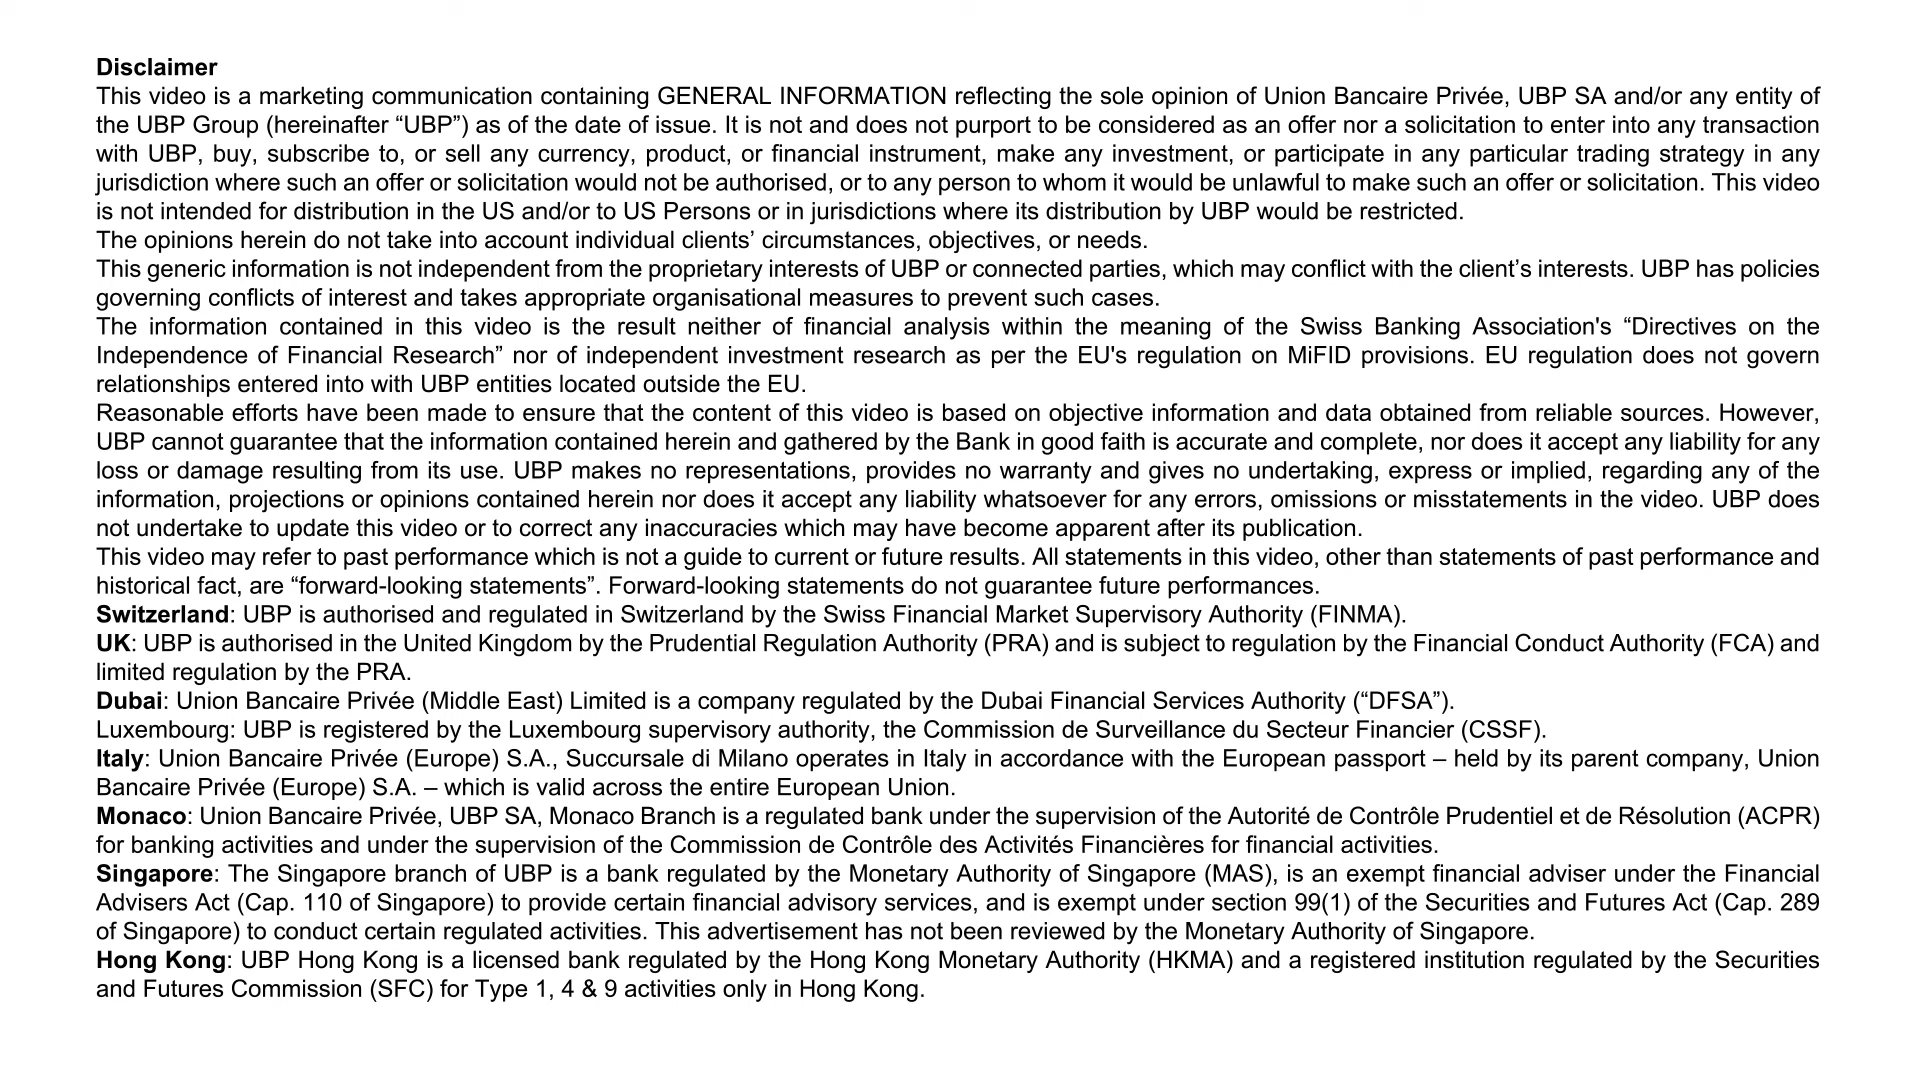 Disclaimer
This video is a marketing communication containing GENERAL INFORMATION reflecting the sole opinion of Union Bancaire Privée, UBP SA and/or any entity of
the UBP Group (hereinafter “UBP”) as of the date of issue. It is not and does not purport to be considered as an offer nor a solicitation to enter into any transaction
with UBP, buy, subscribe to, or sell any currency, product, or financial instrument, make any investment, or participate in any particular trading strategy in any
jurisdiction where such an offer or solicitation would not be authorised, or to any person to whom it would be unlawful to make such an offer or solicitation. This video
is not intended for distribution in the US and/or to US Persons or in jurisdictions where its distribution by UBP would be restricted.
The opinions herein do not take into account individual clients’ circumstances, objectives, or needs.
This generic information is not independent from the proprietary interests of UBP or connected parties, which may conflict with the client’s interests. UBP has policies
governing conflicts of interest and takes appropriate organisational measures to prevent such cases.
The information contained in this video is the result neither of financial analysis within the meaning of the Swiss Banking Association's “Directives on the
Independence of Financial Research” nor of independent investment research as per the EU's regulation on MiFID provisions. EU regulation does not govern
relationships entered into with UBP entities located outside the EU.
Reasonable efforts have been made to ensure that the content of this video is based on objective information and data obtained from reliable sources. However,
UBP cannot guarantee that the information contained herein and gathered by the Bank in good faith is accurate and complete, nor does it accept any liability for any
loss or damage resulting from its use. UBP makes no representations, provides no warranty and gives no undertaking, express or implied, regarding any of the
information, projections or opinions contained herein nor does it accept any liability whatsoever for any errors, omissions or misstatements in the video. UBP does
not undertake to update this video or to correct any inaccuracies which may have become apparent after its publication.
This video may refer to past performance which is not a guide to current or future results. All statements in this video, other than statements of past performance and
historical fact, are “forward-looking statements”. Forward-looking statements do not guarantee future performances.
Switzerland: UBP is authorised and regulated in Switzerland by the Swiss Financial Market Supervisory Authority (FINMA).
UK: UBP is authorised in the United Kingdom by the Prudential Regulation Authority (PRA) and is subject to regulation by the Financial Conduct Authority (FCA) and
limited regulation by the PRA.
Dubai: Union Bancaire Privée (Middle East) Limited is a company regulated by the Dubai Financial Services Authority (“DFSA”).
Luxembourg: UBP is registered by the Luxembourg supervisory authority, the Commission de Surveillance du Secteur Financier (CSSF).
Italy: Union Bancaire Privée (Europe) S.A., Succursale di Milano operates in Italy in accordance with the European passport – held by its parent company, Union
Bancaire Privée (Europe) S.A. – which is valid across the entire European Union.
Monaco: Union Bancaire Privée, UBP SA, Monaco Branch is a regulated bank under the supervision of the Autorité de Contrôle Prudentiel et de Résolution (ACPR)
for banking activities and under the supervision of the Commission de Contrôle des Activités Financières for financial activities.
Singapore: The Singapore branch of UBP is a bank regulated by the Monetary Authority of Singapore (MAS), is an exempt financial adviser under the Financial
Advisers Act (Cap. 110 of Singapore) to provide certain financial advisory services, and is exempt under section 99(1) of the Securities and Futures Act (Cap. 289
of Singapore) to conduct certain regulated activities. This advertisement has not been reviewed by the Monetary Authority of Singapore.
Hong Kong: UBP Hong Kong is a licensed bank regulated by the Hong Kong Monetary Authority (HKMA) and a registered institution regulated by the Securities
and Futures Commission (SFC) for Type 1, 4 & 9 activities only in Hong Kong.